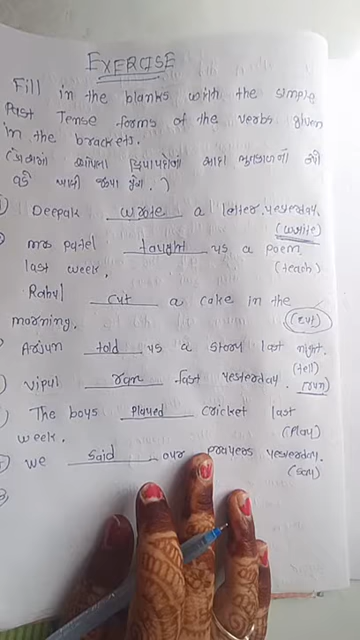 EXERCISE
Fill in the blanks with the simple
Past Tense forms of the verbs given
in the brackets.
Deepak write a letter yesterday.
(write)
mrs patel taught us a poem
last week. (teach)
Rahul cut a cake in the
morning. (cut)
Arjun told us a story last night.
(tell)
Vipul ran fast yesterday. (run)
The boys Played cricket last
week. (Play)
we said our prayers yesterday.
(say)